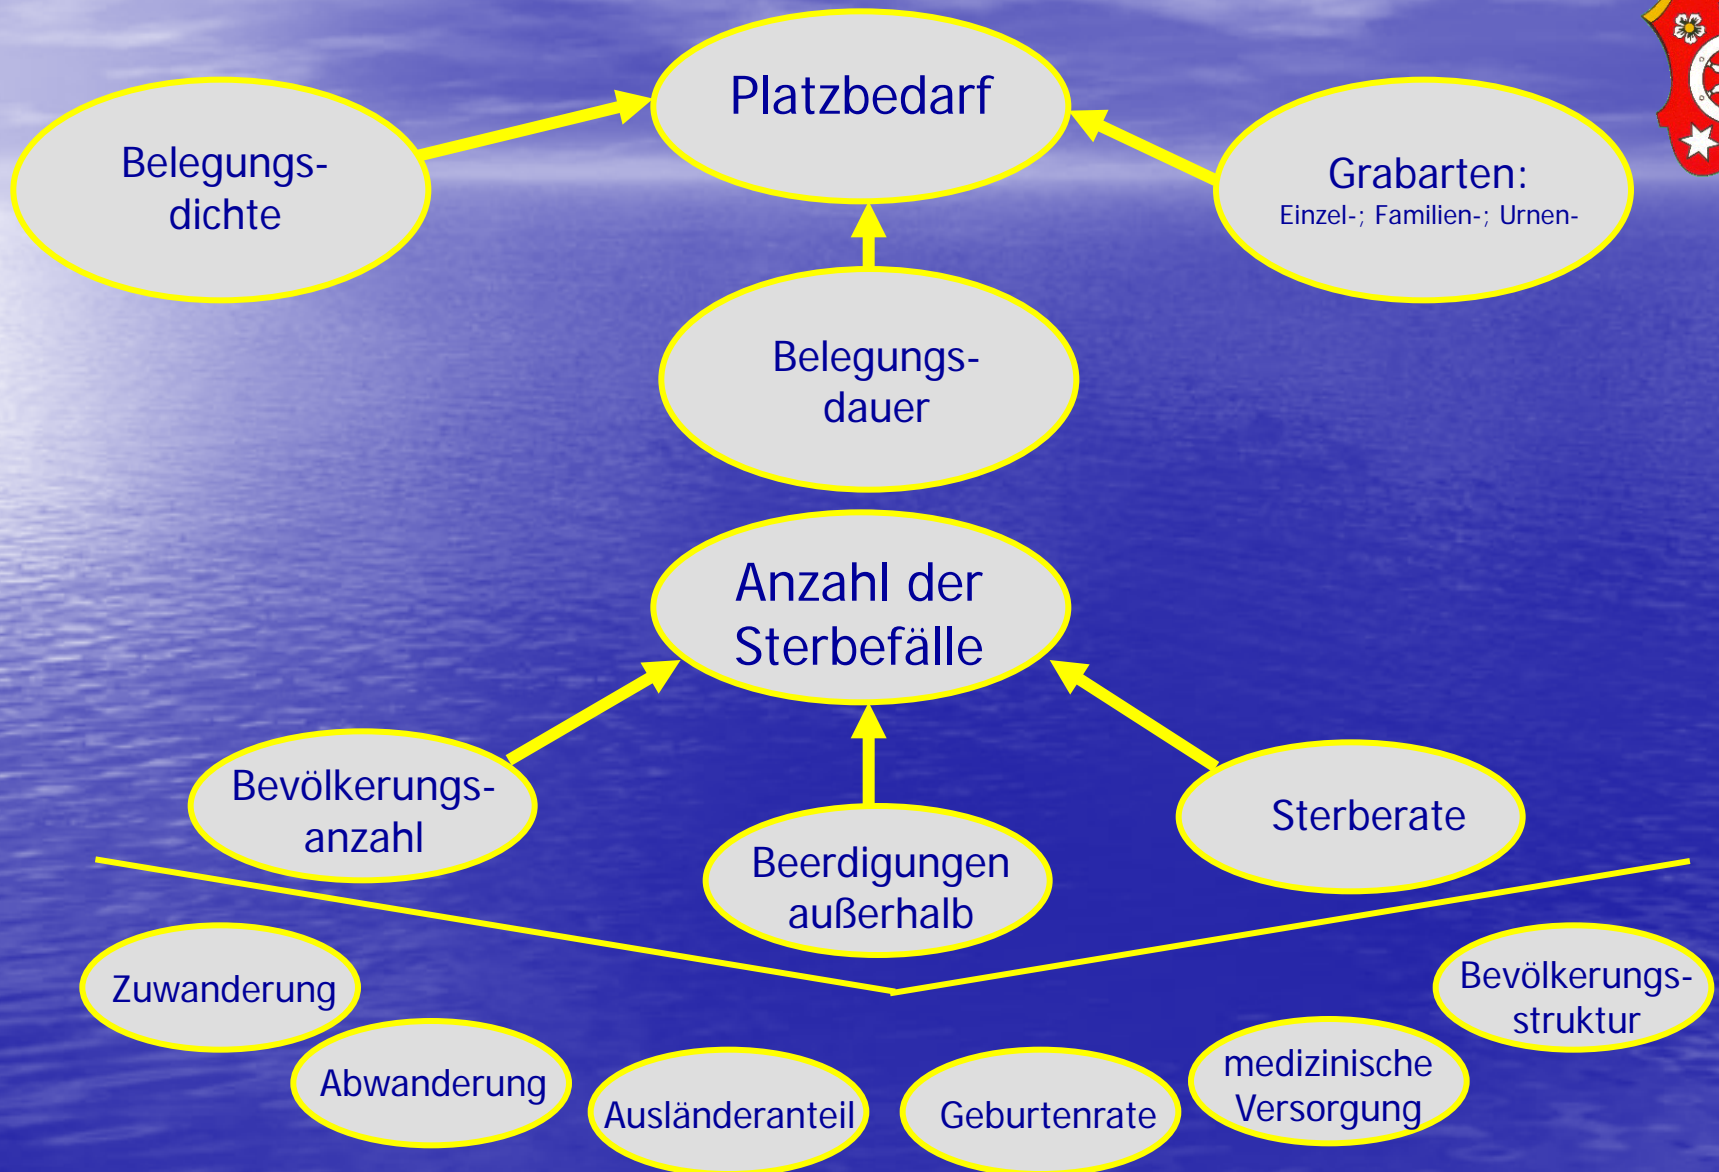 Platzbedarf
Belegungs-
dichte
Grabarten:
Einzel-; Familien-; Urnen-
Belegungs-
dauer
Anzahl der
Sterbefälle
Bevölkerungs-
anzahl
Beerdigungen
außerhalb
Sterberate
Zuwanderung
Abwanderung
Ausländeranteil
Geburtenrate
medizinische
Versorgung
Bevölkerungs-
struktur